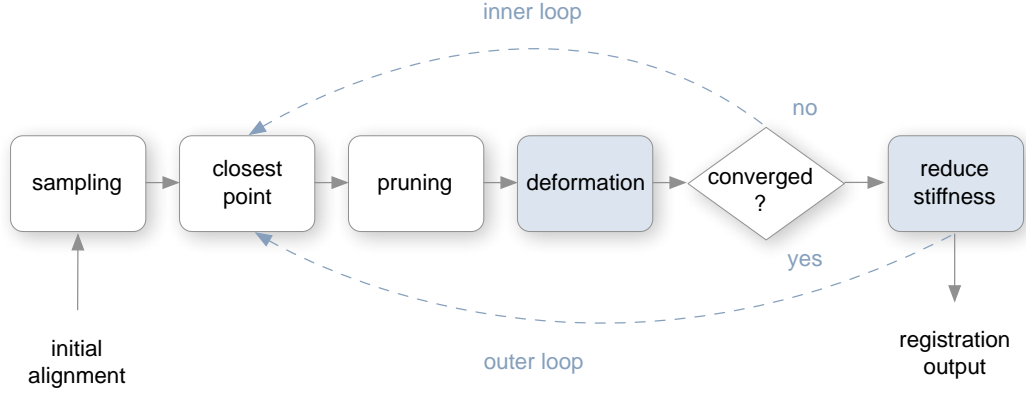 inner loop
no
sampling
closest
point
pruning
deformation
converged
?
reduce
stiffness
yes
initial
alignment
outer loop
registration
output